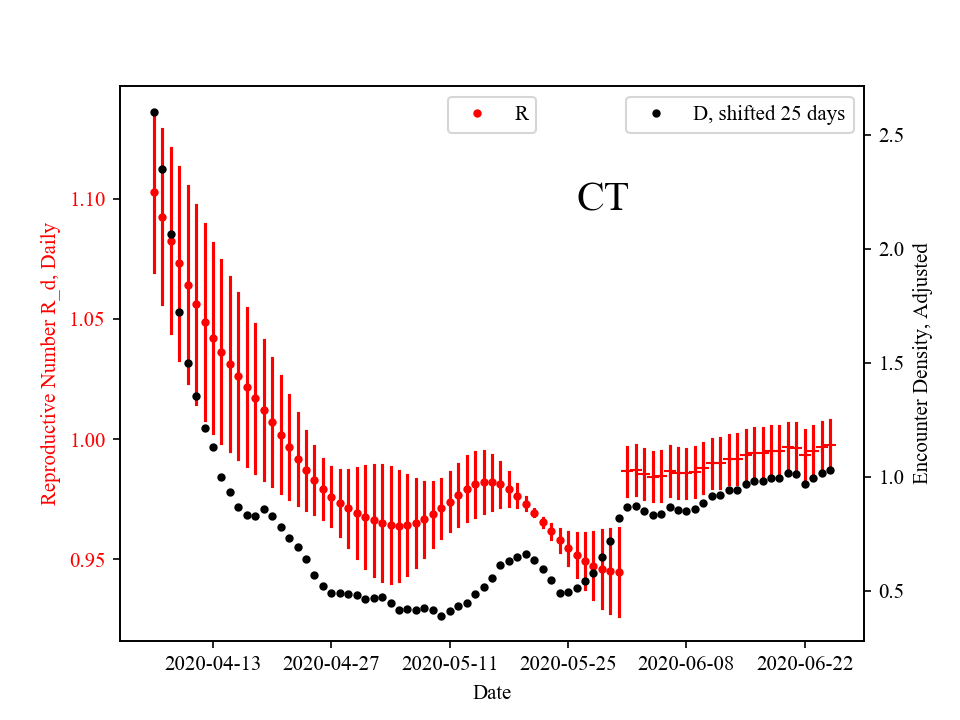 R
D, shifted 25 days
CT
Reproductive Number R_d, Daily
1.10
1.05
1.00
0.95
2.5
2.0
1.5
1.0
0.5
Encounter Density, Adjusted
2020-04-13
2020-04-27
2020-05-11
2020-05-25
2020-06-08
2020-06-22
Date